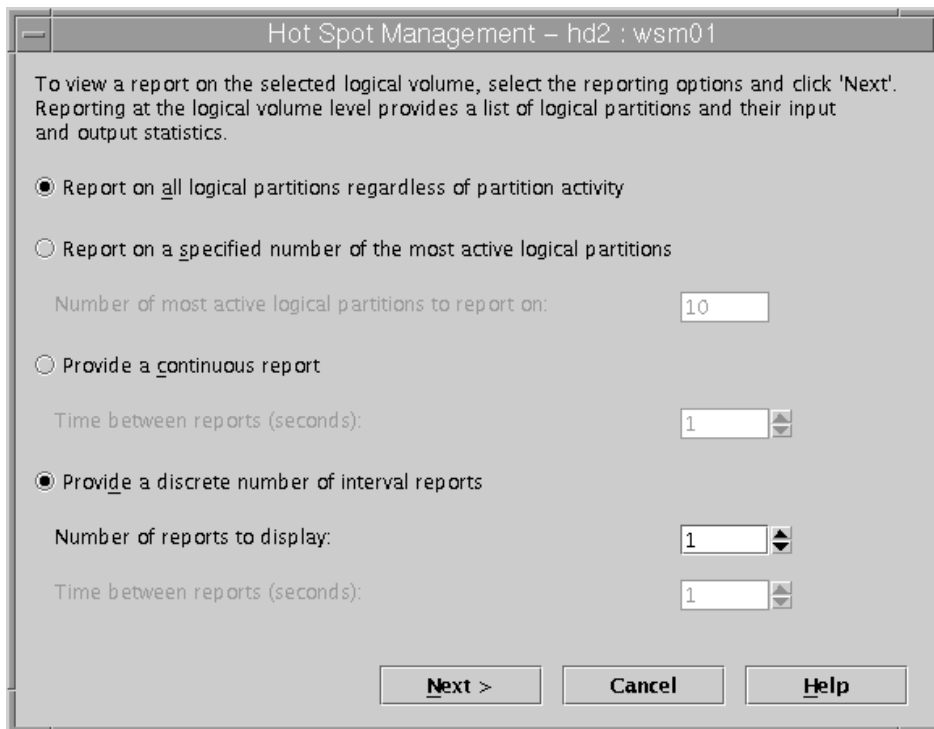 Hot Spot Management – hd2 : wsm01
To view a report on the selected logical volume, select the reporting options and click 'Next'.
Reporting at the logical volume level provides a list of logical partitions and their input
and output statistics.
Report on all logical partitions regardless of partition activity
Report on a specified number of the most active logical partitions
Number of most active logical partitions to report on: 10
Provide a continuous report
Time between reports (seconds): 1
Provide a discrete number of interval reports
Number of reports to display: 1
Time between reports (seconds): 1
Next > Cancel Help